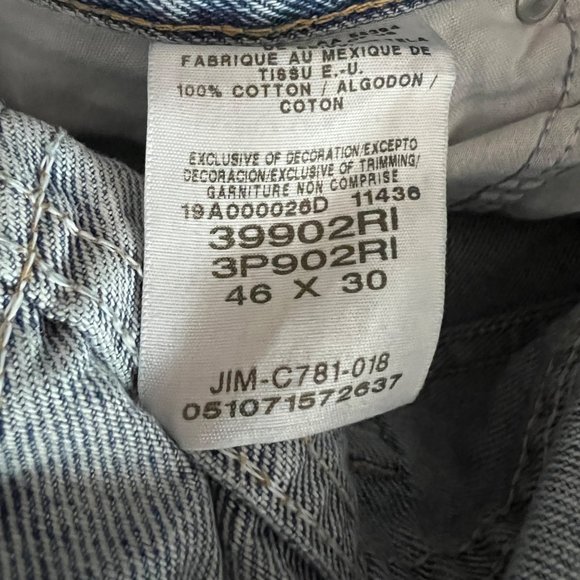 FABRIQUE AU MEXIQUE DE
TISSU E.-U.
100% COTTON / ALGODON /
COTON
EXCLUSIVE OF DECORATION/EXCEPTO
DECORACION/EXCLUSIVE OF TRIMMING/
GARNITURE NON COMPRISE
19A000026D 11436
39902RI
3P902RI
46 X 30
JIM-C781-018
051071572637